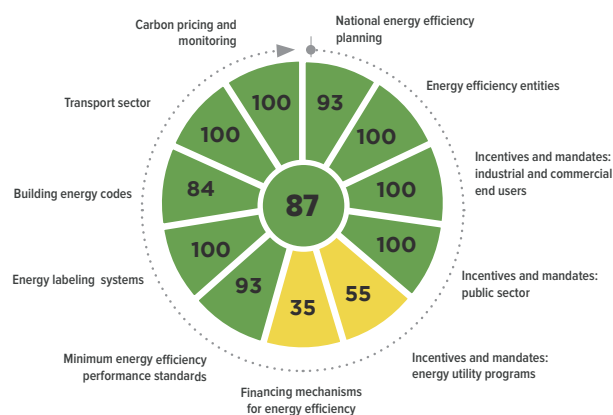 Carbon pricing and
monitoring
National energy efficiency
planning
Energy efficiency entities
Incentives and mandates:
industrial and commercial
end users
Incentives and mandates:
public sector
Incentives and mandates:
energy utility programs
Financing mechanisms
for energy efficiency
Minimum energy efficiency
performance standards
Energy labeling systems
Building energy codes
Transport sector
100
93
100
100
100
55
35
93
100
84
100
87